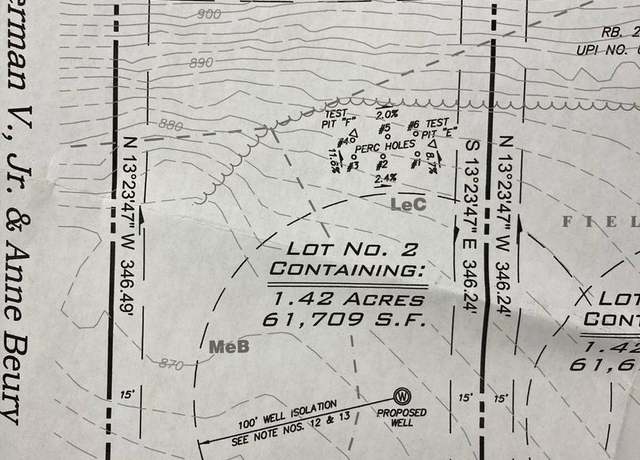 erman V., Jr. & Anne Beury
900
890
880
870
RB. 2
UPI NO.
TEST
PIT "F"
2.0%
#5
#6 TEST
PIT "E"
#4
PERC HOLES
11.6%
#3
#2
#1
8.7%
2.4%
LeC
N 13°23'47" W 346.49'
S 13°23'47" E 346.24'
N 13°23'47" W 346.24'
FIEL
LOT NO. 2
CONTAINING:
1.42 ACRES
61,709 S.F.
LOT
CONT
1.42
61,6
MeB
15'
100' WELL ISOLATION
SEE NOTE NOS. 12 & 13
W
PROPOSED
WELL
15'
15'